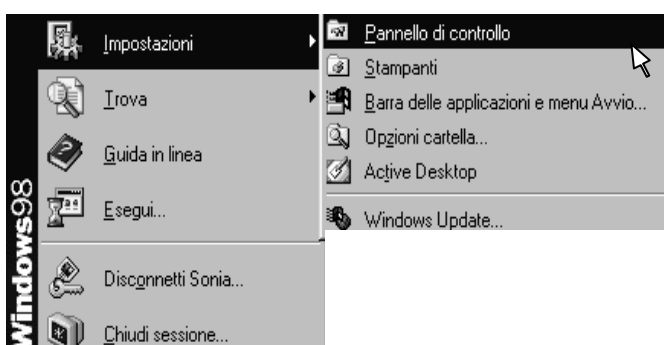 Windows98
Impostazioni
Trova
Guida in linea
Esegui...
Disconnetti Sonia...
Chiudi sessione...
Pannello di controllo
Stampanti
Barra delle applicazioni e menu Avvio...
Opzioni cartella...
Active Desktop
Windows Update...